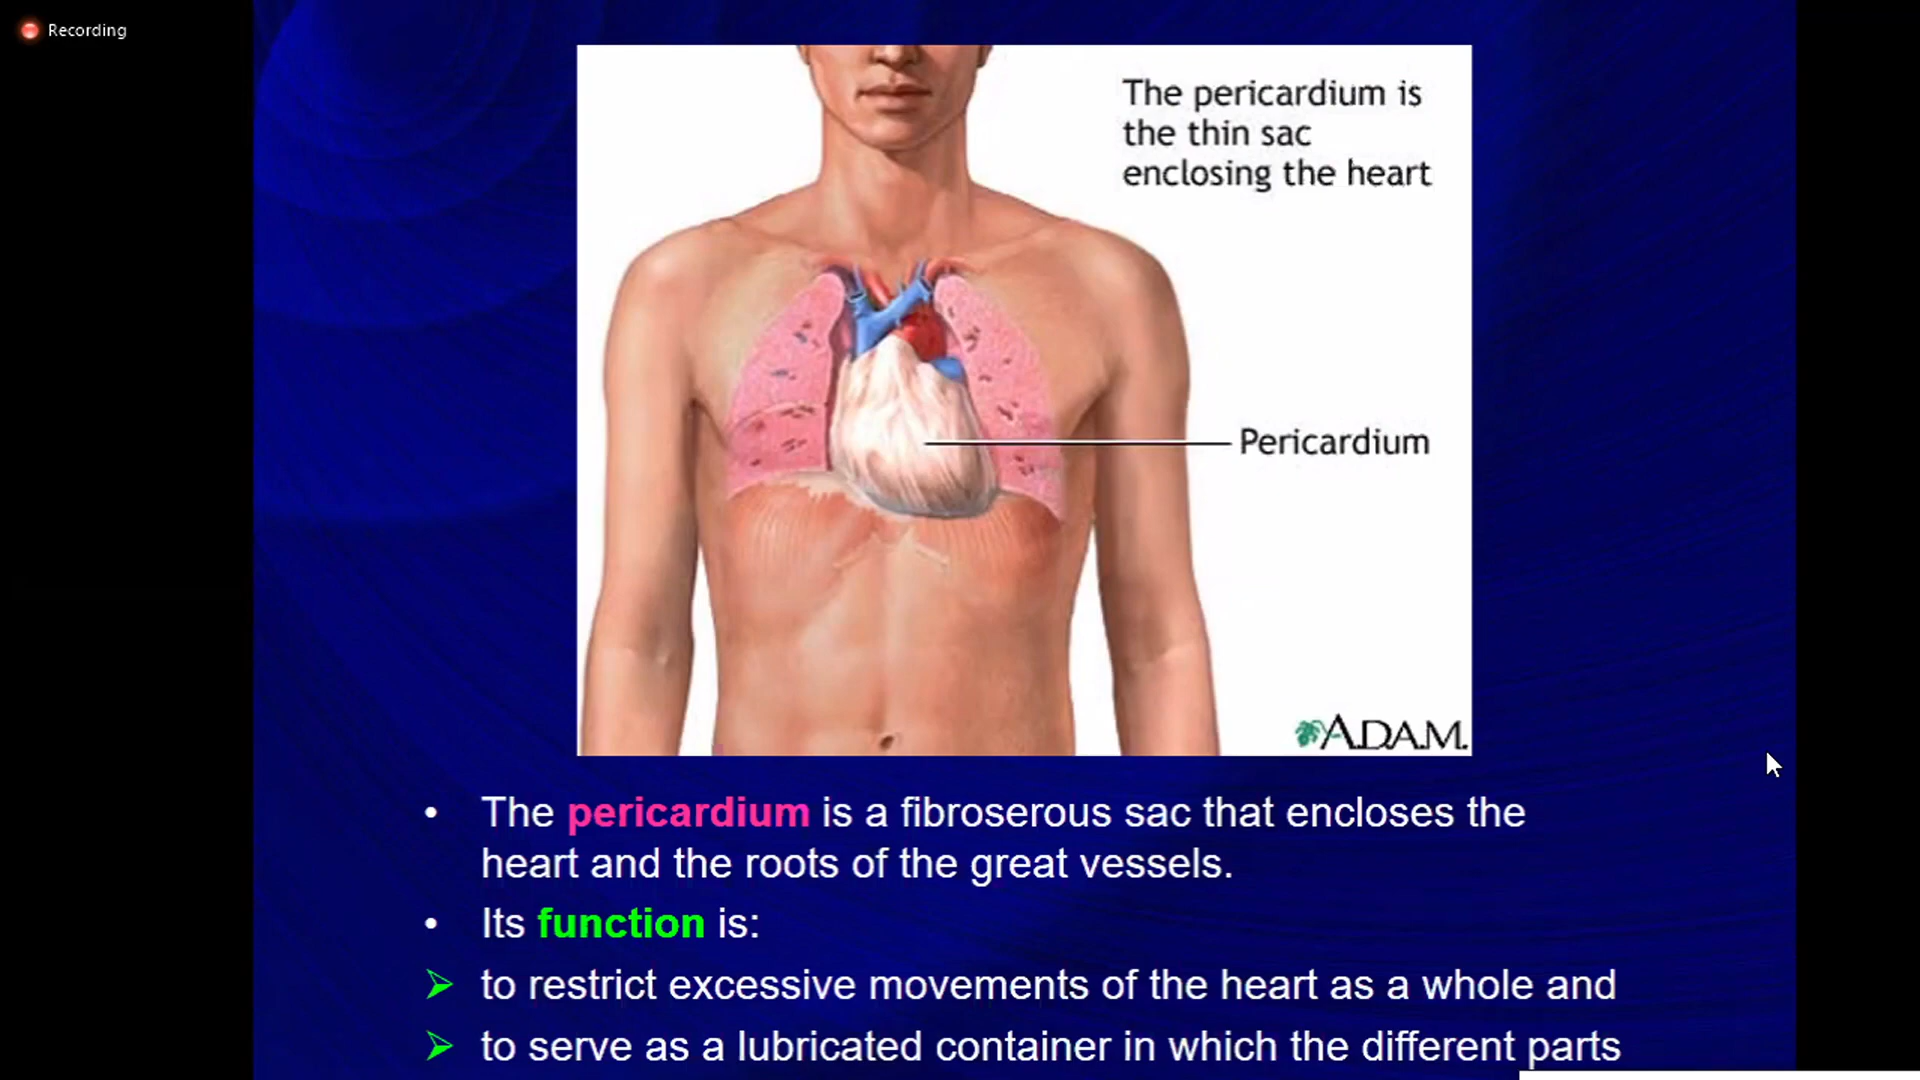 Recording
The pericardium is
the thin sac
enclosing the heart
Pericardium
A.D.A.M.
• The pericardium is a fibroserous sac that encloses the
heart and the roots of the great vessels.
• Its function is:
➢ to restrict excessive movements of the heart as a whole and
➢ to serve as a lubricated container in which the different parts